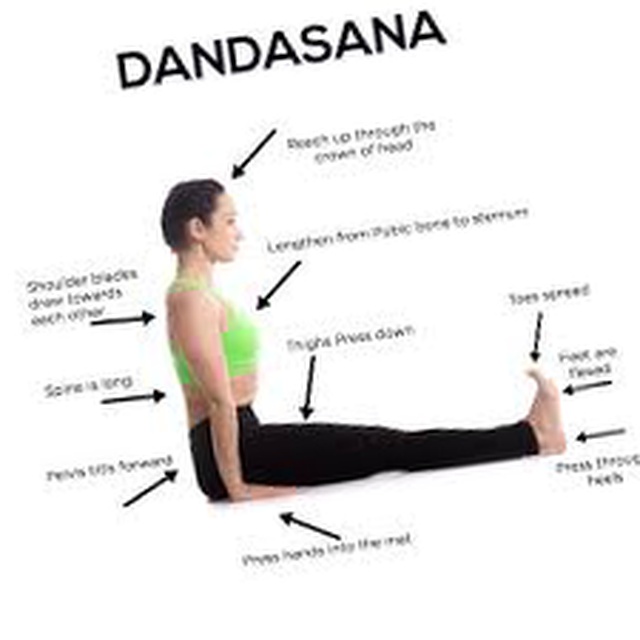 DANDASANA
Reach up through the
crown of head
Lengthen from Pubic bone to sternum
Shoulder blades
draw towards
each other
Toes spread
Thighs Press down
Feet are
flexed
Spine is long
Pelvis tilts forward
Press through
heels
Press hands into the mat